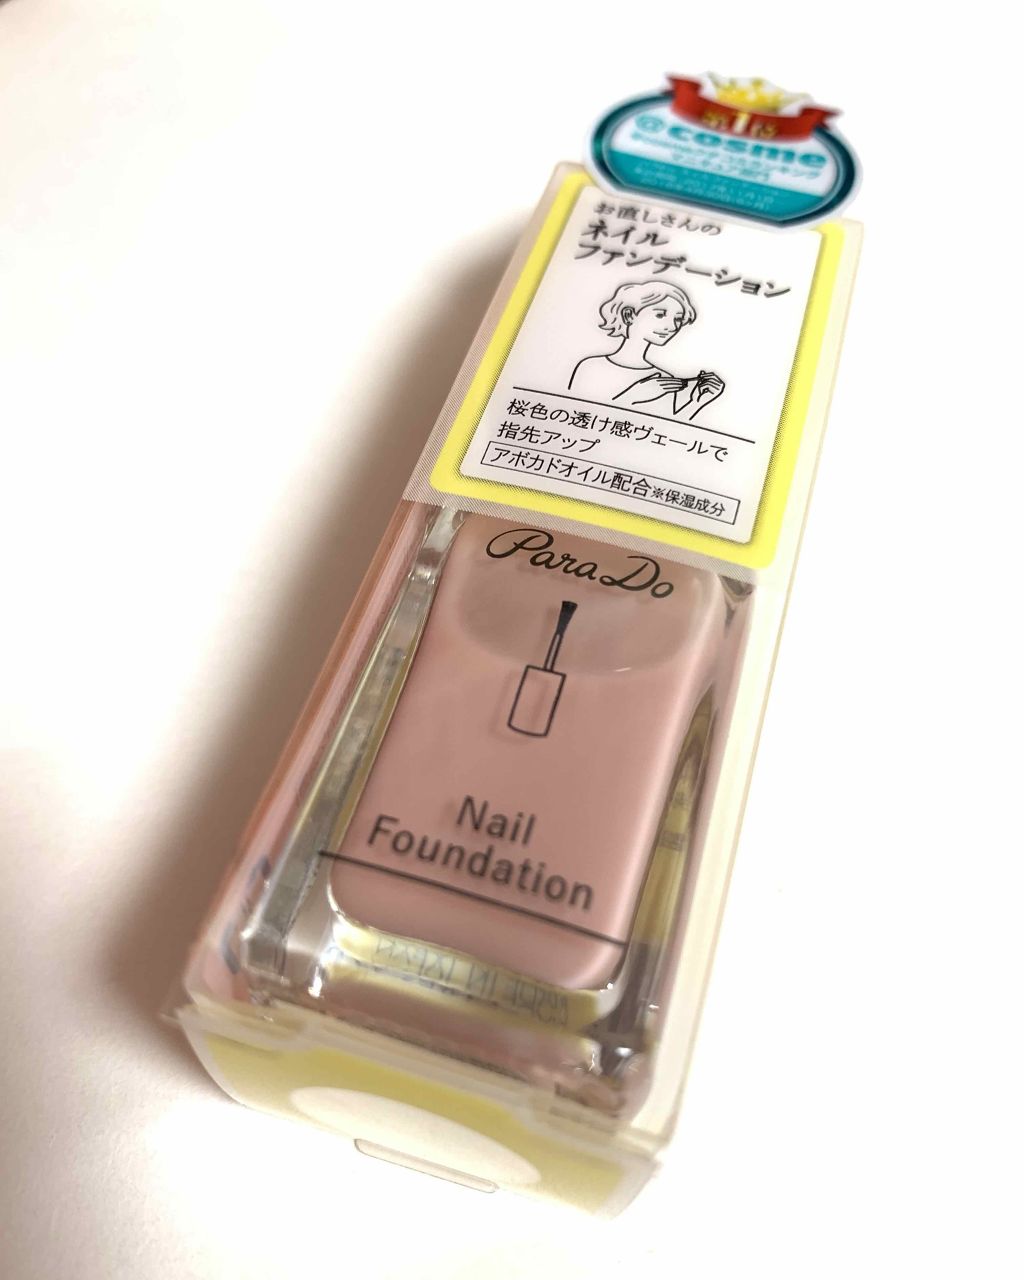 第1位
@cosme
お直しさんの
ネイル
ファンデーション
桜色の透け感ヴェールで
指先アップ
アボカドオイル配合※保湿成分
ParaDo
Nail
Foundation